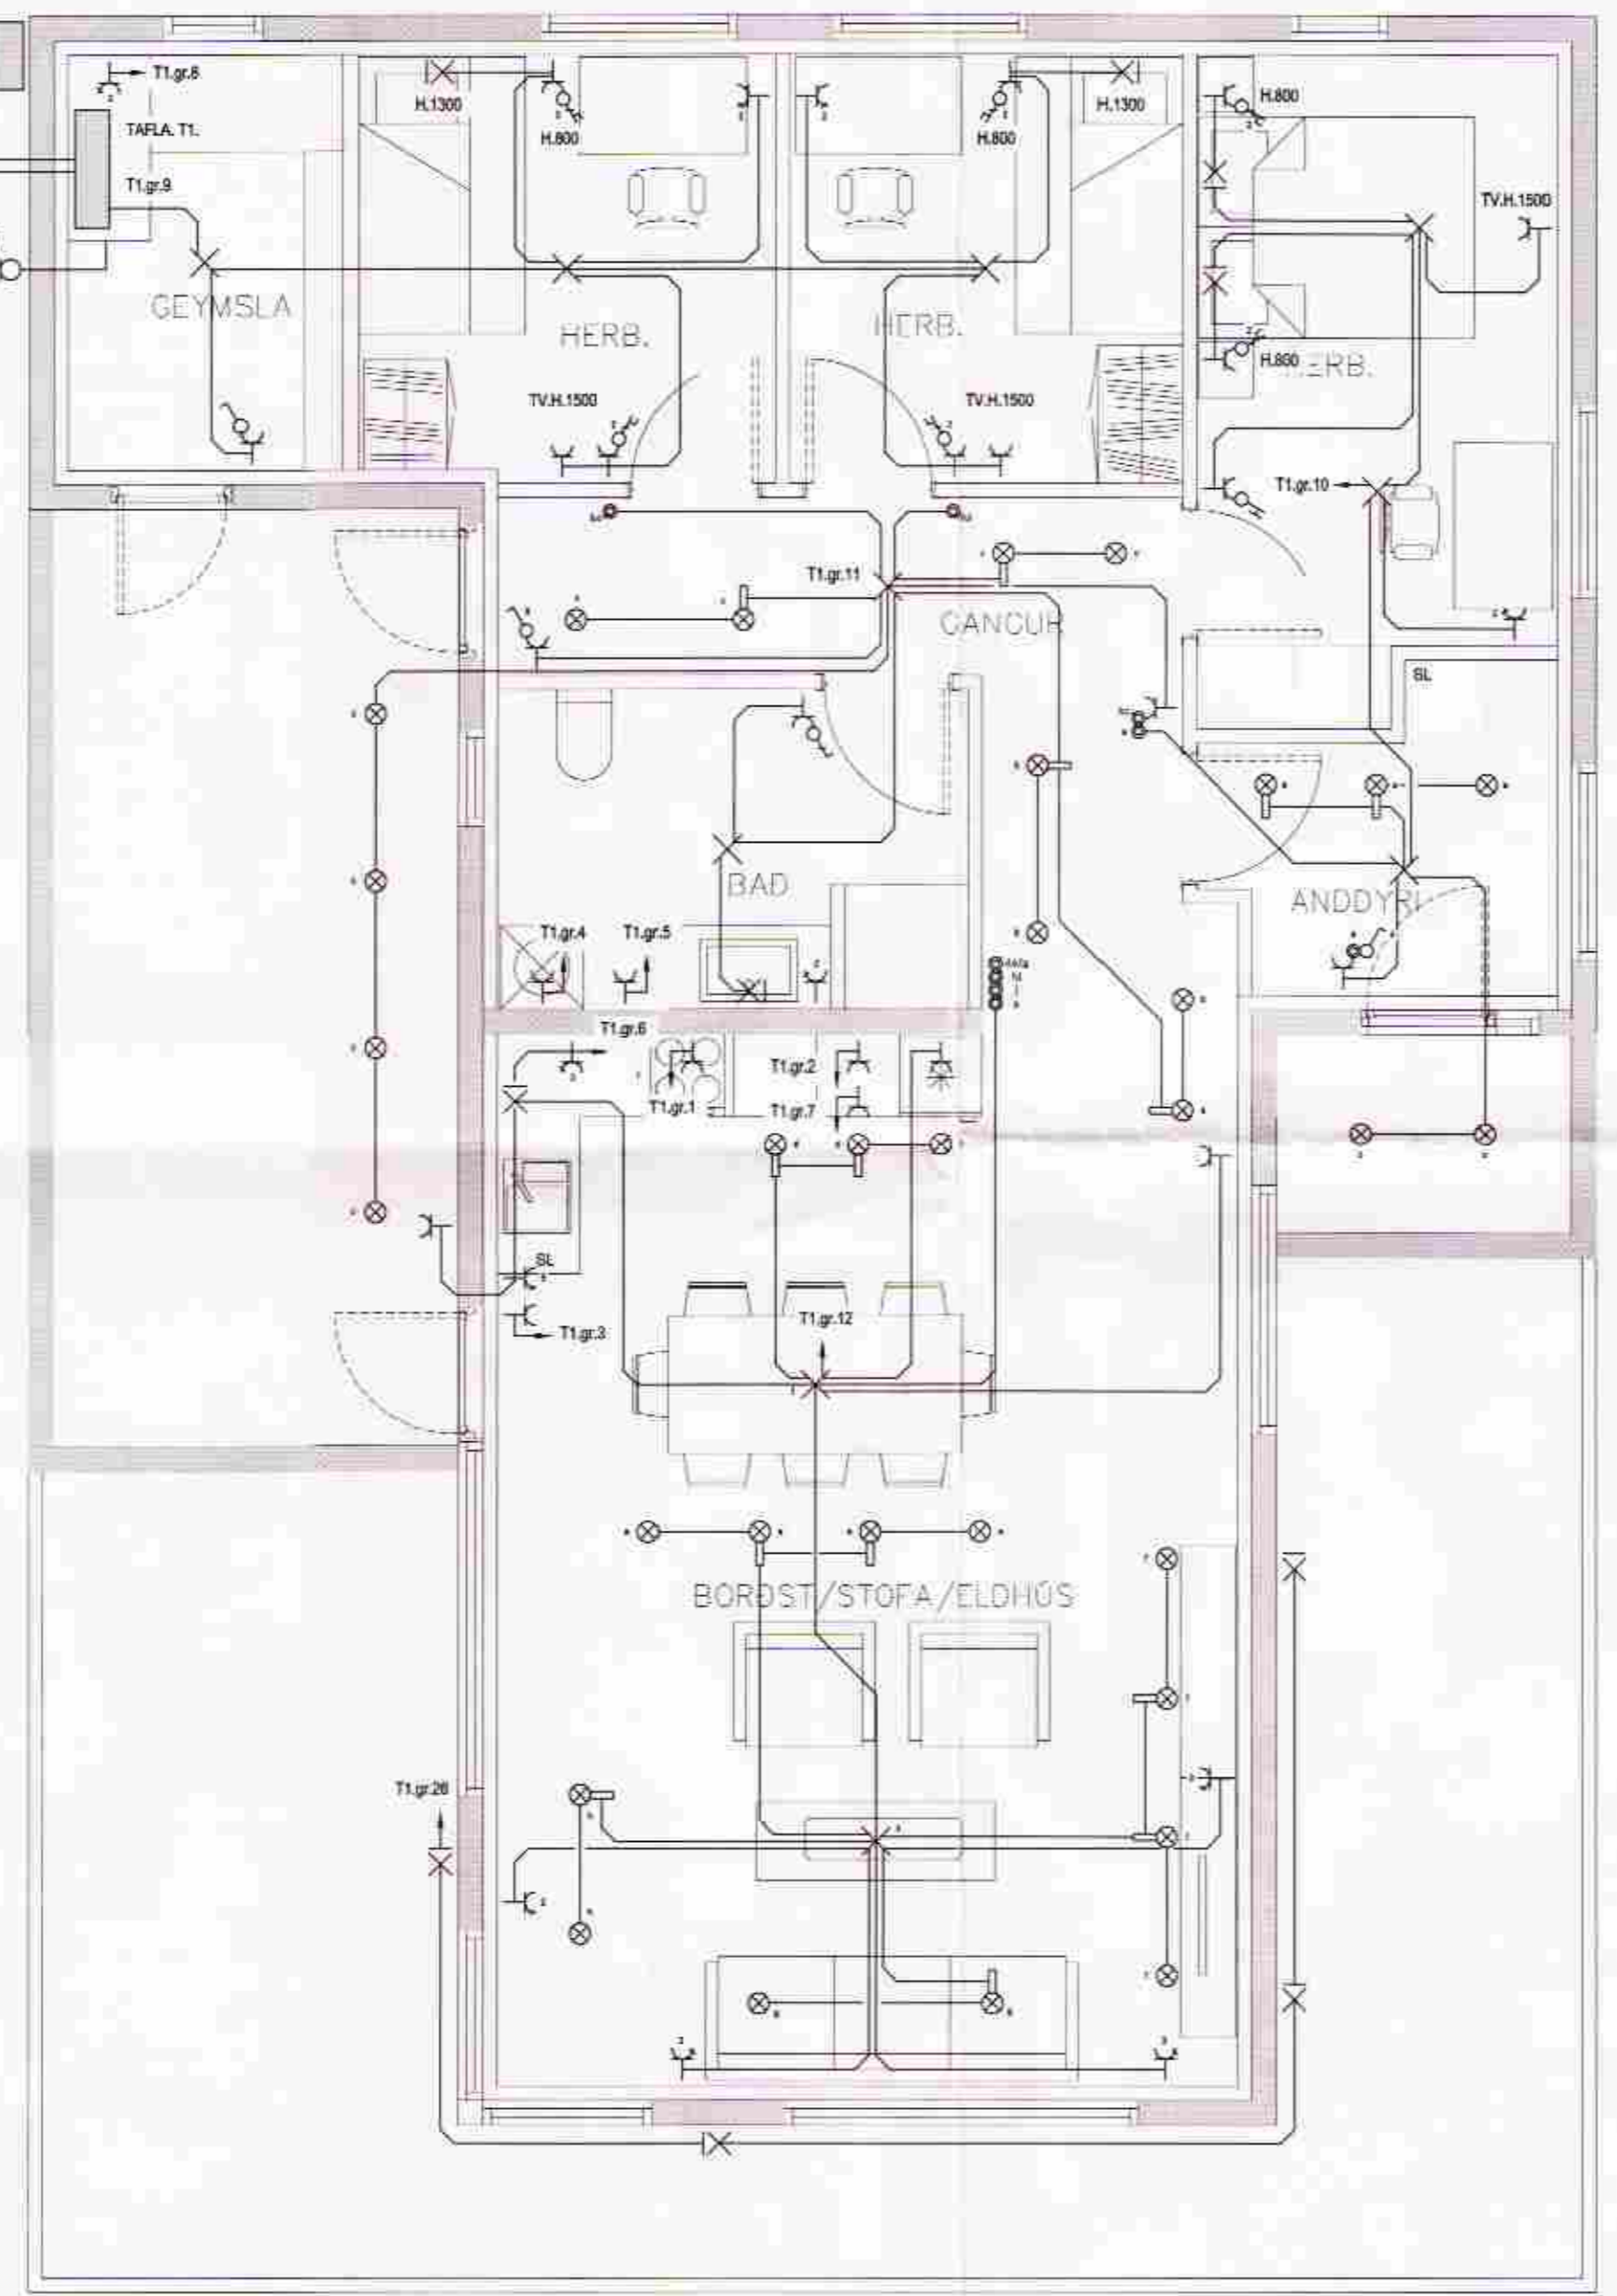 T1.gr.8
H.1300
H.800
H.1300
H.800
H.800
TAFLA. T1.
T1.gr.9
TV.H.1500
GEYMSLA
HERB.
HERB.
H.800
TV.H.1500
TV.H.1500
T1.gr.10
T1.gr.11
SL
BAD
ANDDYRI
T1.gr.4
T1.gr.5
T1.gr.6
T1.gr.2
T1.gr.1
T1.gr.7
SL
T1.gr.12
T1.gr.3
BORDST/STOFA/ELDHÚS
T1.gr.26